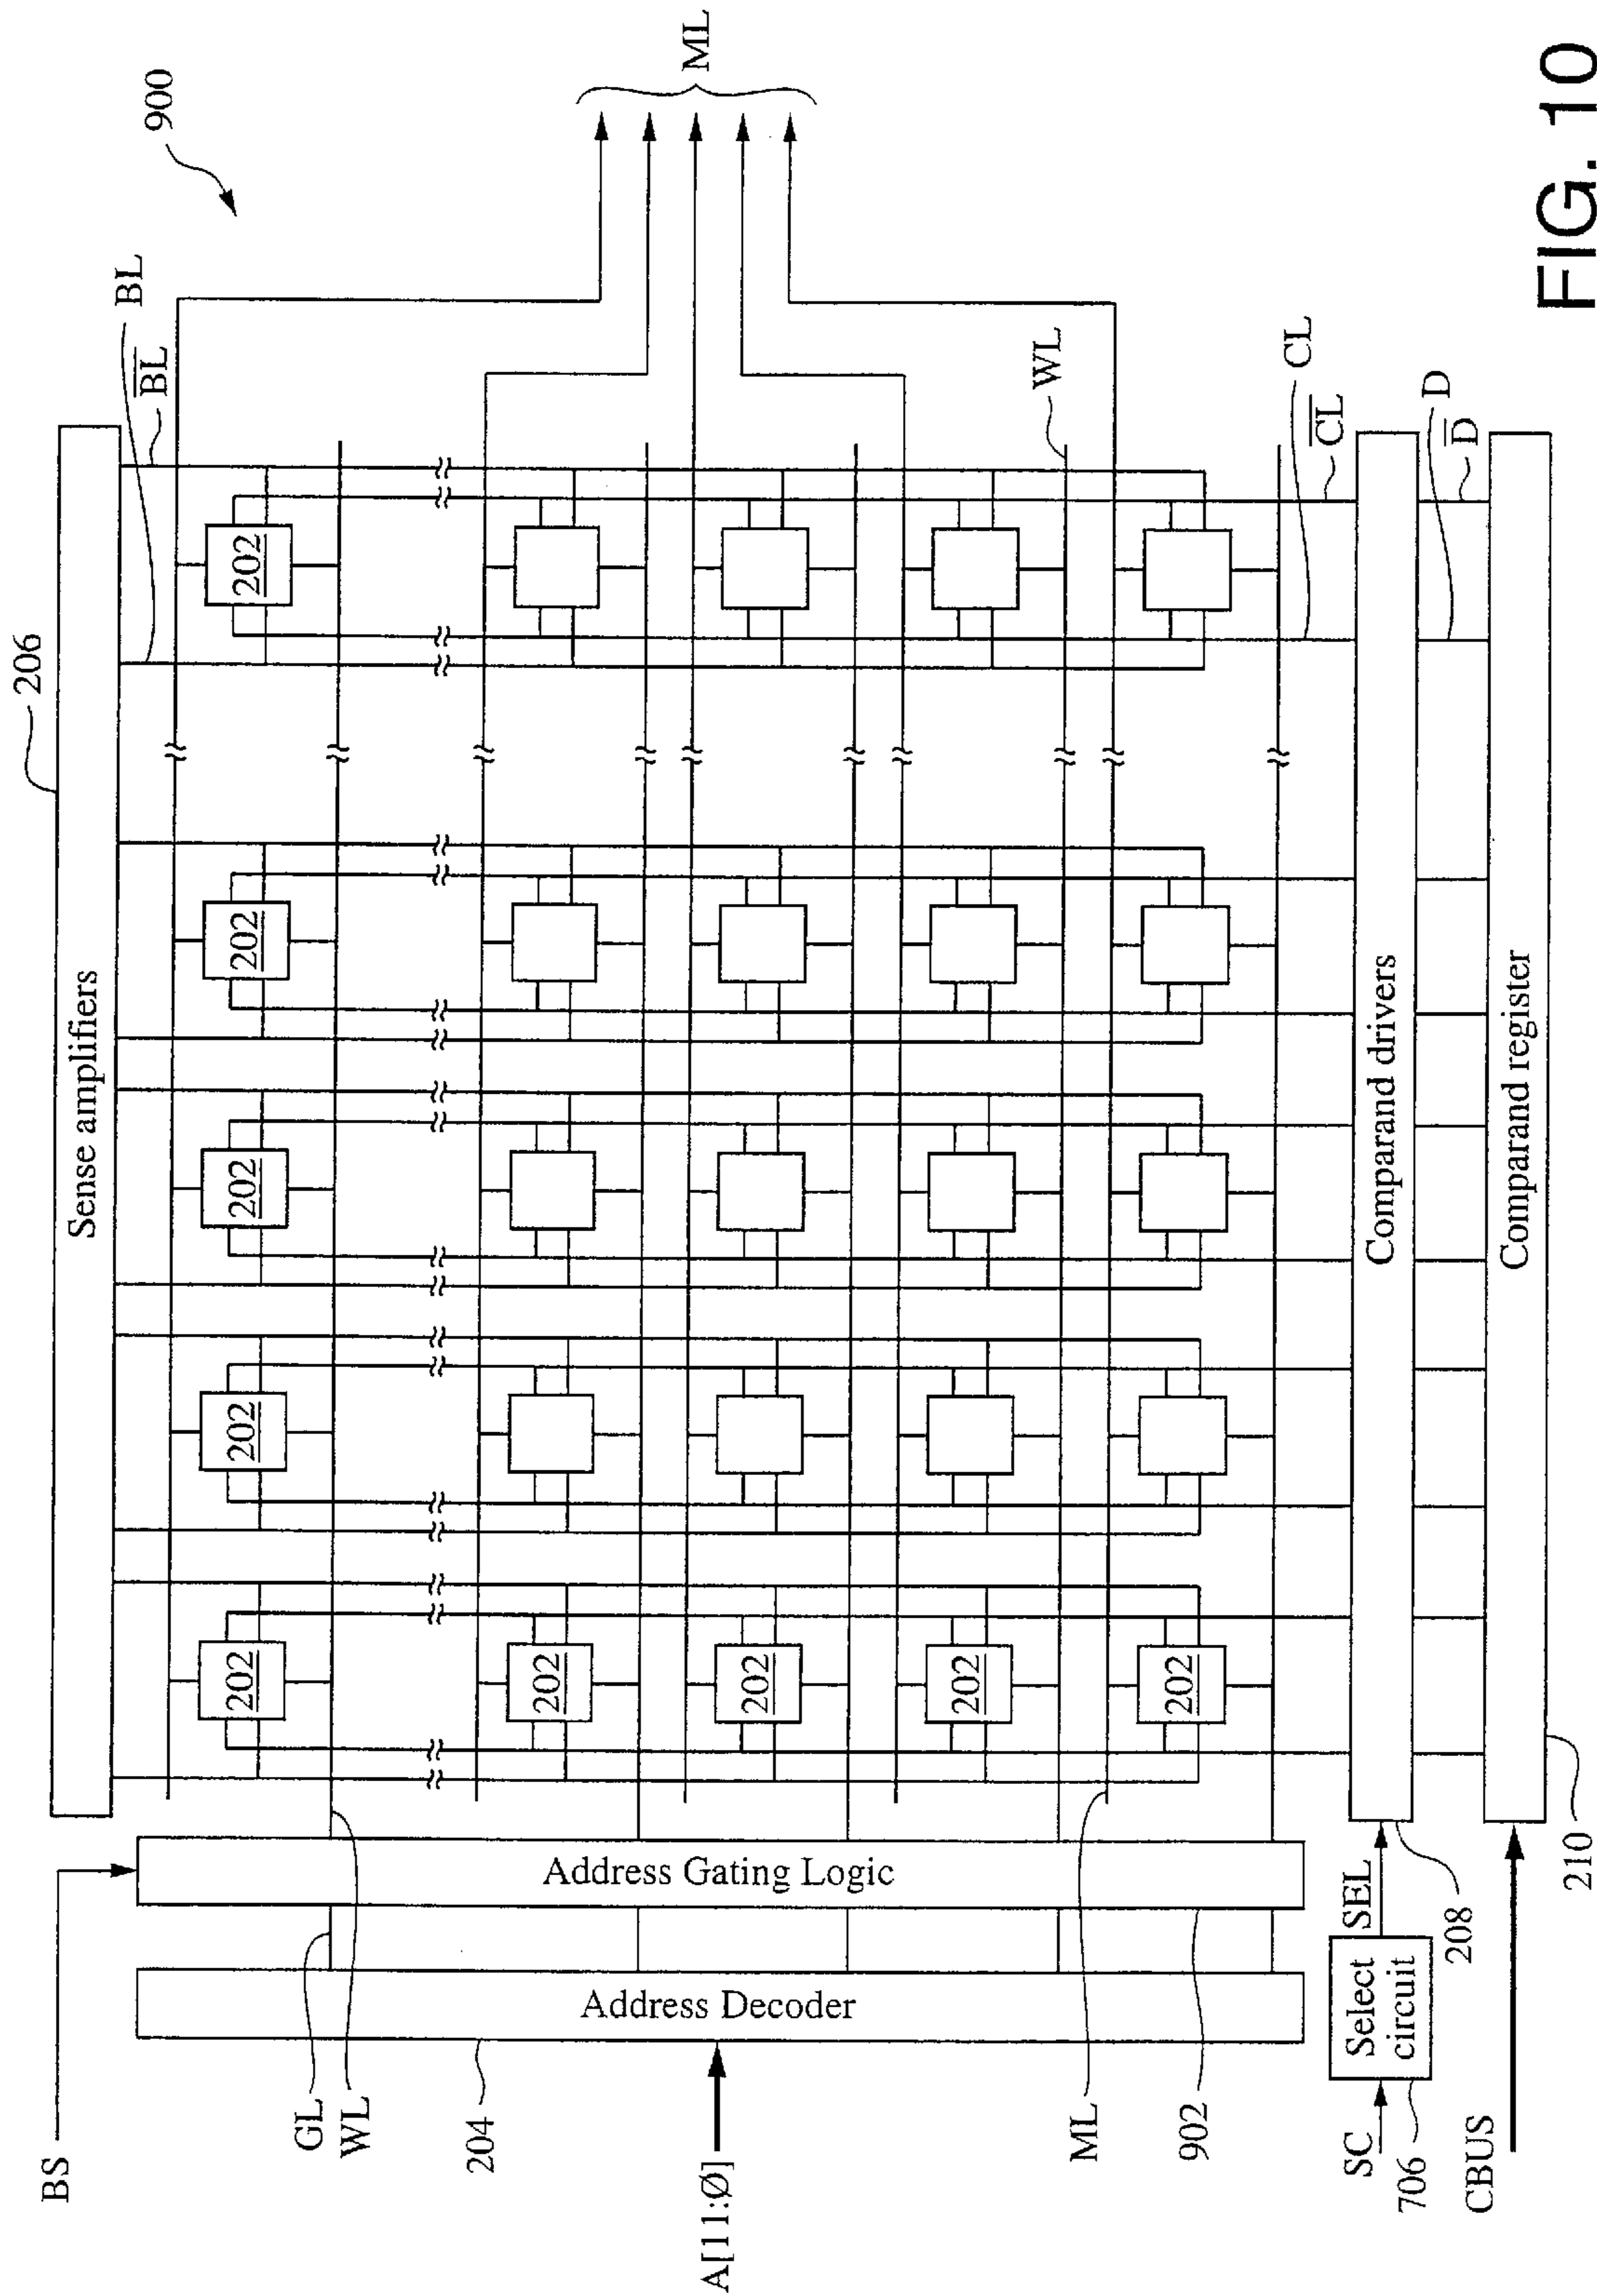 900
206
Sense amplifiers
BL
B̅L̅
ML
BS
202 202 202 202 202
GL
WL
Address Decoder
Address Gating Logic
204
202
202
A[11:Ø]
202
WL
ML
902
202
CL
C̅L̅
SC
706
Select
circuit
SEL
208
Comparand drivers
D
D̅
CBUS
210
Comparand register
FIG. 10